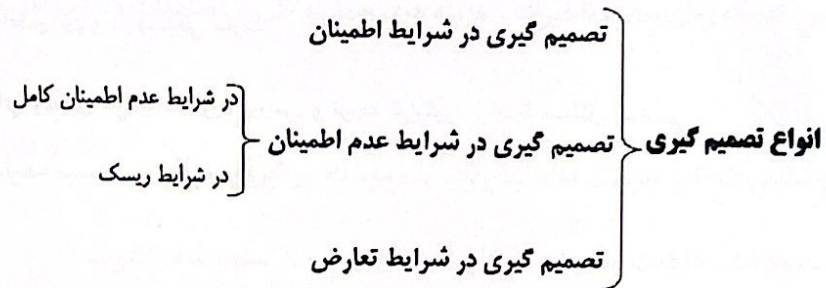 تصمیم گیری در شرایط اطمینان
در شرایط عدم اطمینان کامل
انواع تصمیم گیری
تصمیم گیری در شرایط عدم اطمینان
در شرایط ریسک
تصمیم گیری در شرایط تعارض